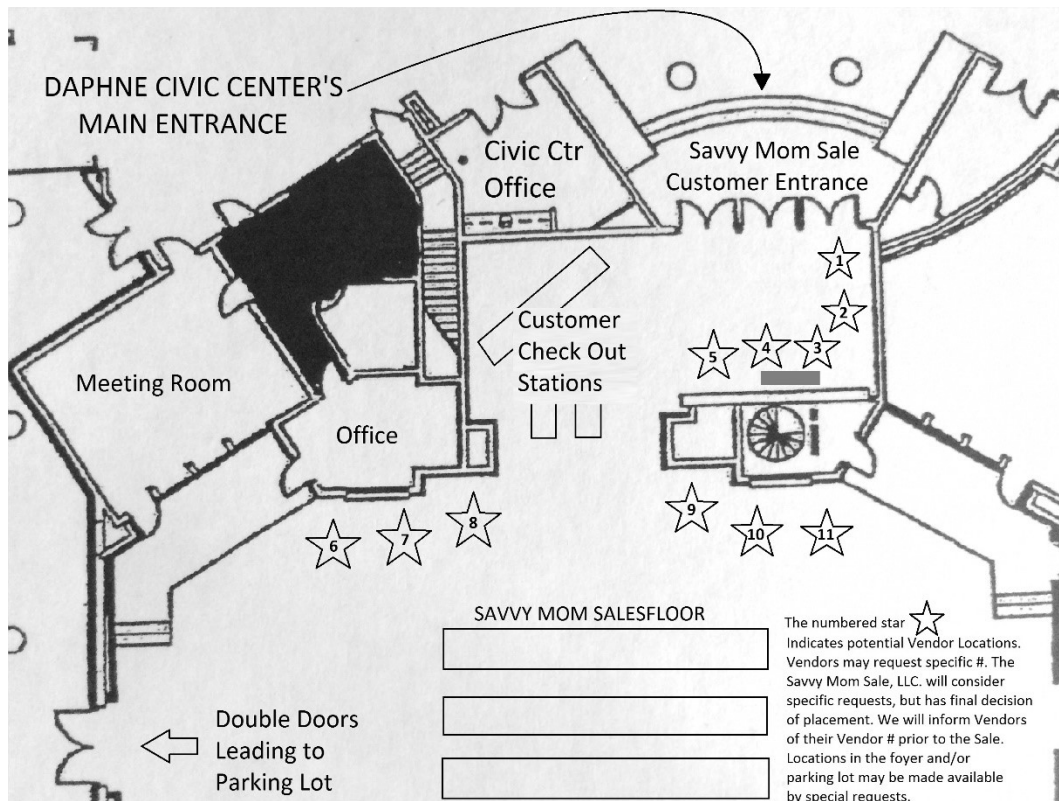 DAPHNE CIVIC CENTER'S
MAIN ENTRANCE
Civic Ctr
Office
Savvy Mom Sale
Customer Entrance
1
2
3
4
5
Customer
Check Out
Stations
Meeting Room
Office
6
7
8
9
10
11
SAVVY MOM SALESFLOOR
Double Doors
Leading to
Parking Lot
The numbered star
Indicates potential Vendor Locations.
Vendors may request specific #. The
Savvy Mom Sale, LLC. will consider
specific requests, but has final decision
of placement. We will inform Vendors
of their Vendor # prior to the Sale.
Locations in the foyer and/or
parking lot may be made available
by special requests.